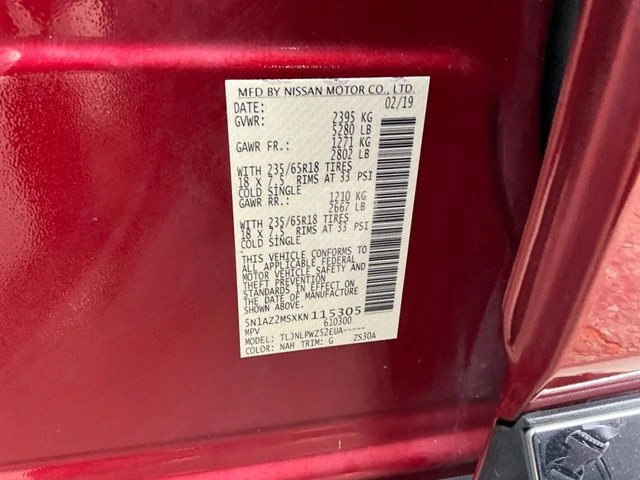 MFD BY NISSAN MOTOR CO., LTD.
DATE: 02/19
GVWR: 2395 KG
5280 LB
GAWR FR.: 1271 KG
2802 LB
WITH 235/65R18 TIRES
18 X 7.5 RIMS AT 33 PSI
COLD SINGLE
GAWR RR.: 1210 KG
2667 LB
WITH 235/65R18 TIRES
18 X 7.5 RIMS AT 33 PSI
COLD SINGLE
THIS VEHICLE CONFORMS TO
ALL APPLICABLE FEDERAL
MOTOR VEHICLE SAFETY AND
THEFT PREVENTION
STANDARDS IN EFFECT ON
THE DATE OF MANUFACTURE
SHOWN ABOVE.
5N1AZ2MSXKN115305
MPV 610300
MODEL: TLJNLPWZS2EUA-----
COLOR: NAH TRIM: G ZS30A